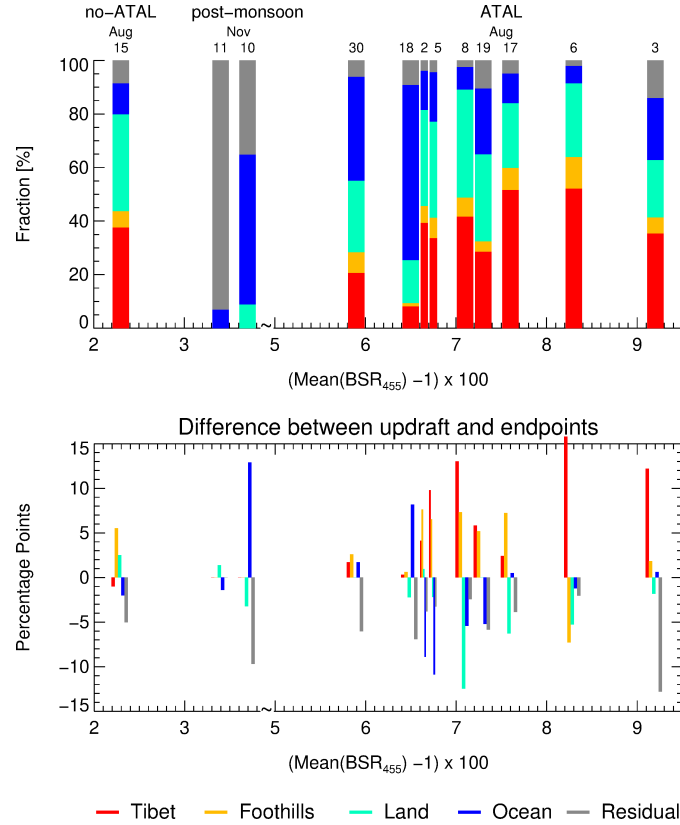 no-ATAL post-monsoon ATAL
Aug Nov Aug
15 11 10 30 18 2 5 8 19 17 6 3
100
80
60
40
20
0
Fraction [%]
2 3 4 ~ 5 6 7 8 9
(Mean(BSR455) −1) x 100
Difference between updraft and endpoints
15
10
5
0
−5
−10
−15
Percentage Points
2 3 4 ~ 5 6 7 8 9
(Mean(BSR455) −1) x 100
Tibet Foothills Land Ocean Residual